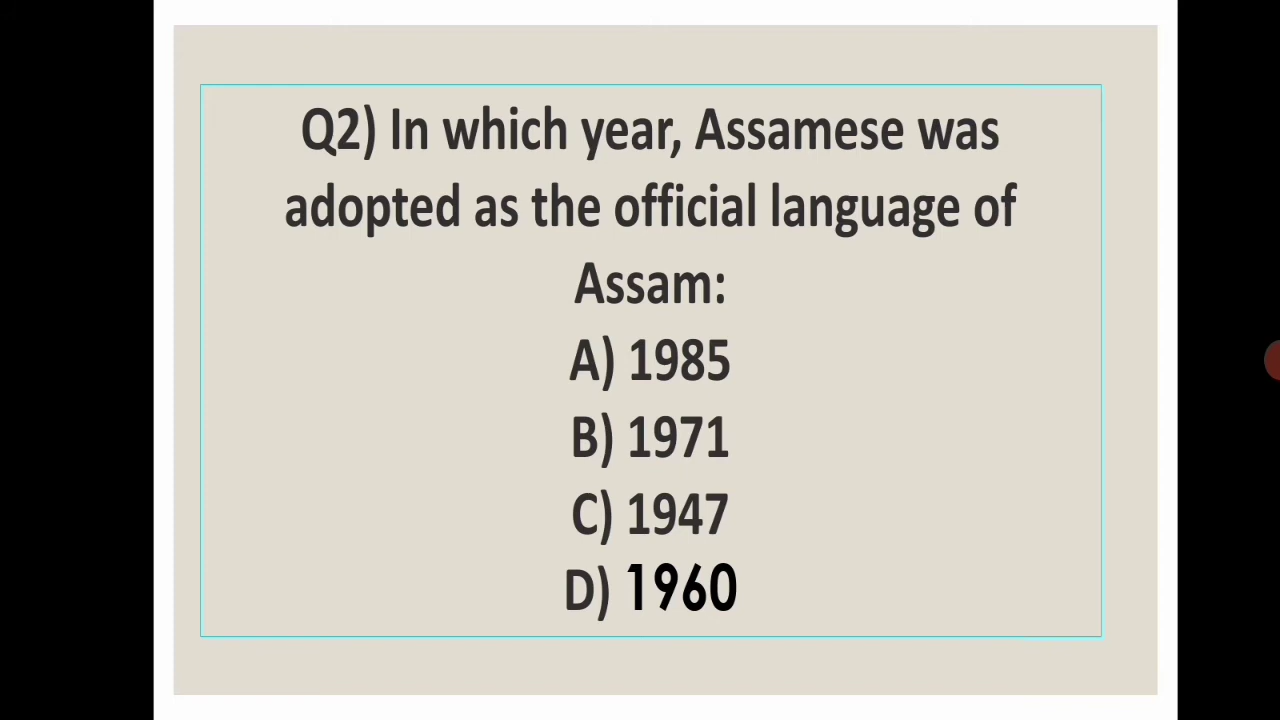 Q2) In which year, Assamese was
adopted as the official language of
Assam:
A) 1985
B) 1971
C) 1947
D) 1960